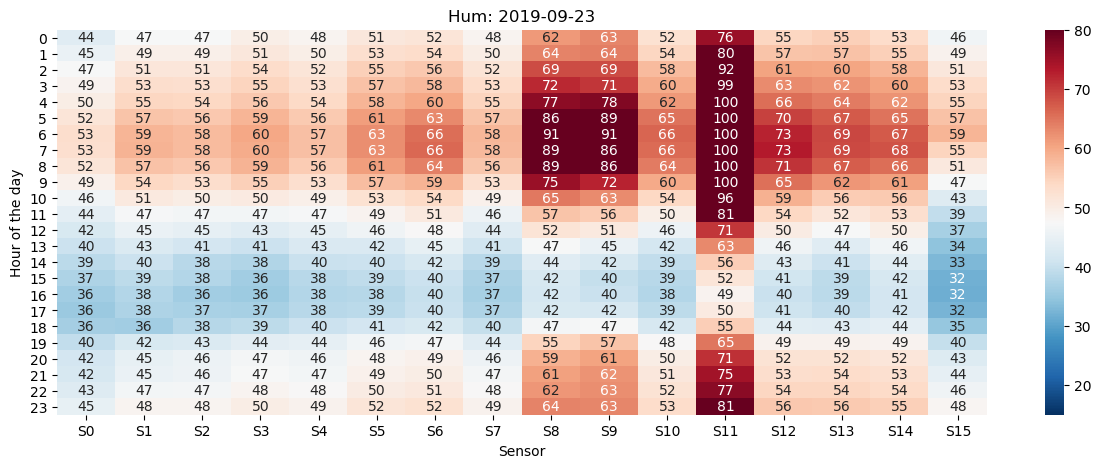 Hum: 2019-09-23
0 44 47 47 50 48 51 52 48 62 63 52 76 55 55 53 46
1 45 49 49 51 50 53 54 50 64 64 54 80 57 57 55 49
2 47 51 51 54 52 55 56 52 69 69 58 92 61 60 58 51
3 49 53 53 55 53 57 58 53 72 71 60 99 63 62 60 53
4 50 55 54 56 54 58 60 55 77 78 62 100 66 64 62 55
5 52 57 56 59 56 61 63 57 86 89 65 100 70 67 65 57
6 53 59 58 60 57 63 66 58 91 91 66 100 73 69 67 59
7 53 59 58 60 57 63 66 58 89 86 66 100 73 69 68 55
8 52 57 56 59 56 61 64 56 89 86 64 100 71 67 66 51
9 49 54 53 55 53 57 59 53 75 72 60 100 65 62 61 47
10 46 51 50 50 49 53 54 49 65 63 54 96 59 56 56 43
11 44 47 47 47 47 49 51 46 57 56 50 81 54 52 53 39
12 42 45 45 43 45 46 48 44 52 51 46 71 50 47 50 37
13 40 43 41 41 43 42 45 41 47 45 42 63 46 44 46 34
14 39 40 38 38 40 40 42 39 44 42 39 56 43 41 44 33
15 37 39 38 36 38 39 40 37 42 40 39 52 41 39 42 32
16 36 38 36 36 38 38 40 37 42 40 38 49 40 39 41 32
17 36 38 37 37 38 39 40 37 42 42 39 50 41 40 42 32
18 36 36 38 39 40 41 42 40 47 47 42 55 44 43 44 35
19 40 42 43 44 44 46 47 44 55 57 48 65 49 49 49 40
20 42 45 46 47 46 48 49 46 59 61 50 71 52 52 52 43
21 42 45 46 47 47 49 50 47 61 62 51 75 53 54 53 44
22 43 47 47 48 48 50 51 48 62 63 52 77 54 54 54 46
23 45 48 48 50 49 52 52 49 64 63 53 81 56 56 55 48
S0 S1 S2 S3 S4 S5 S6 S7 S8 S9 S10 S11 S12 S13 S14 S15
Sensor
Hour of the day
80
70
60
50
40
30
20